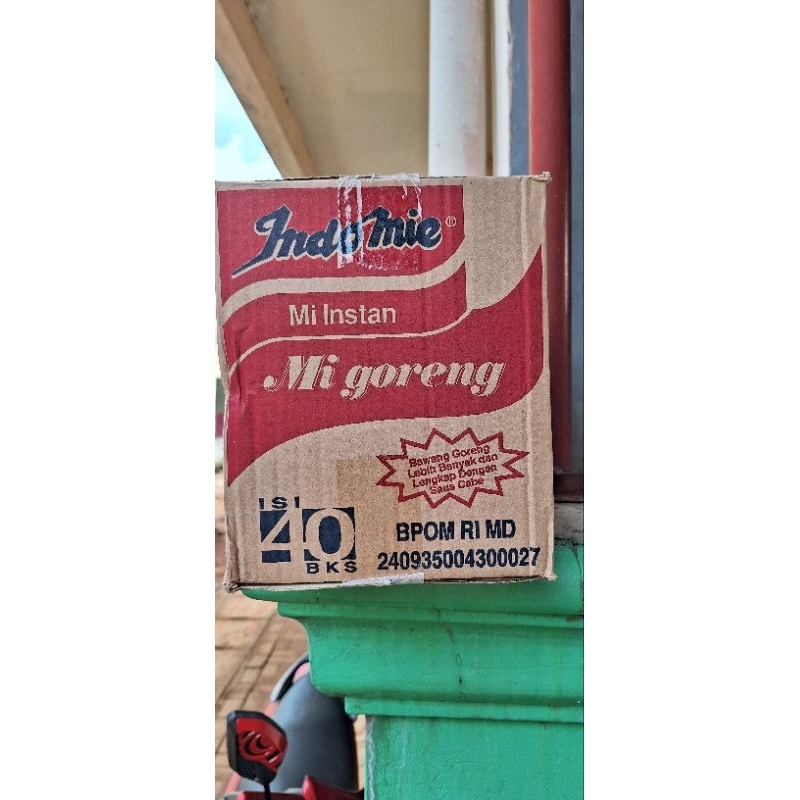 Indomie®
Mi Instan
Mi goreng
Bawang Goreng
Lebih Banyak dan
Lengkap Dengan
Saus Cabe
ISI
40
BKS
BPOM RI MD
240935004300027